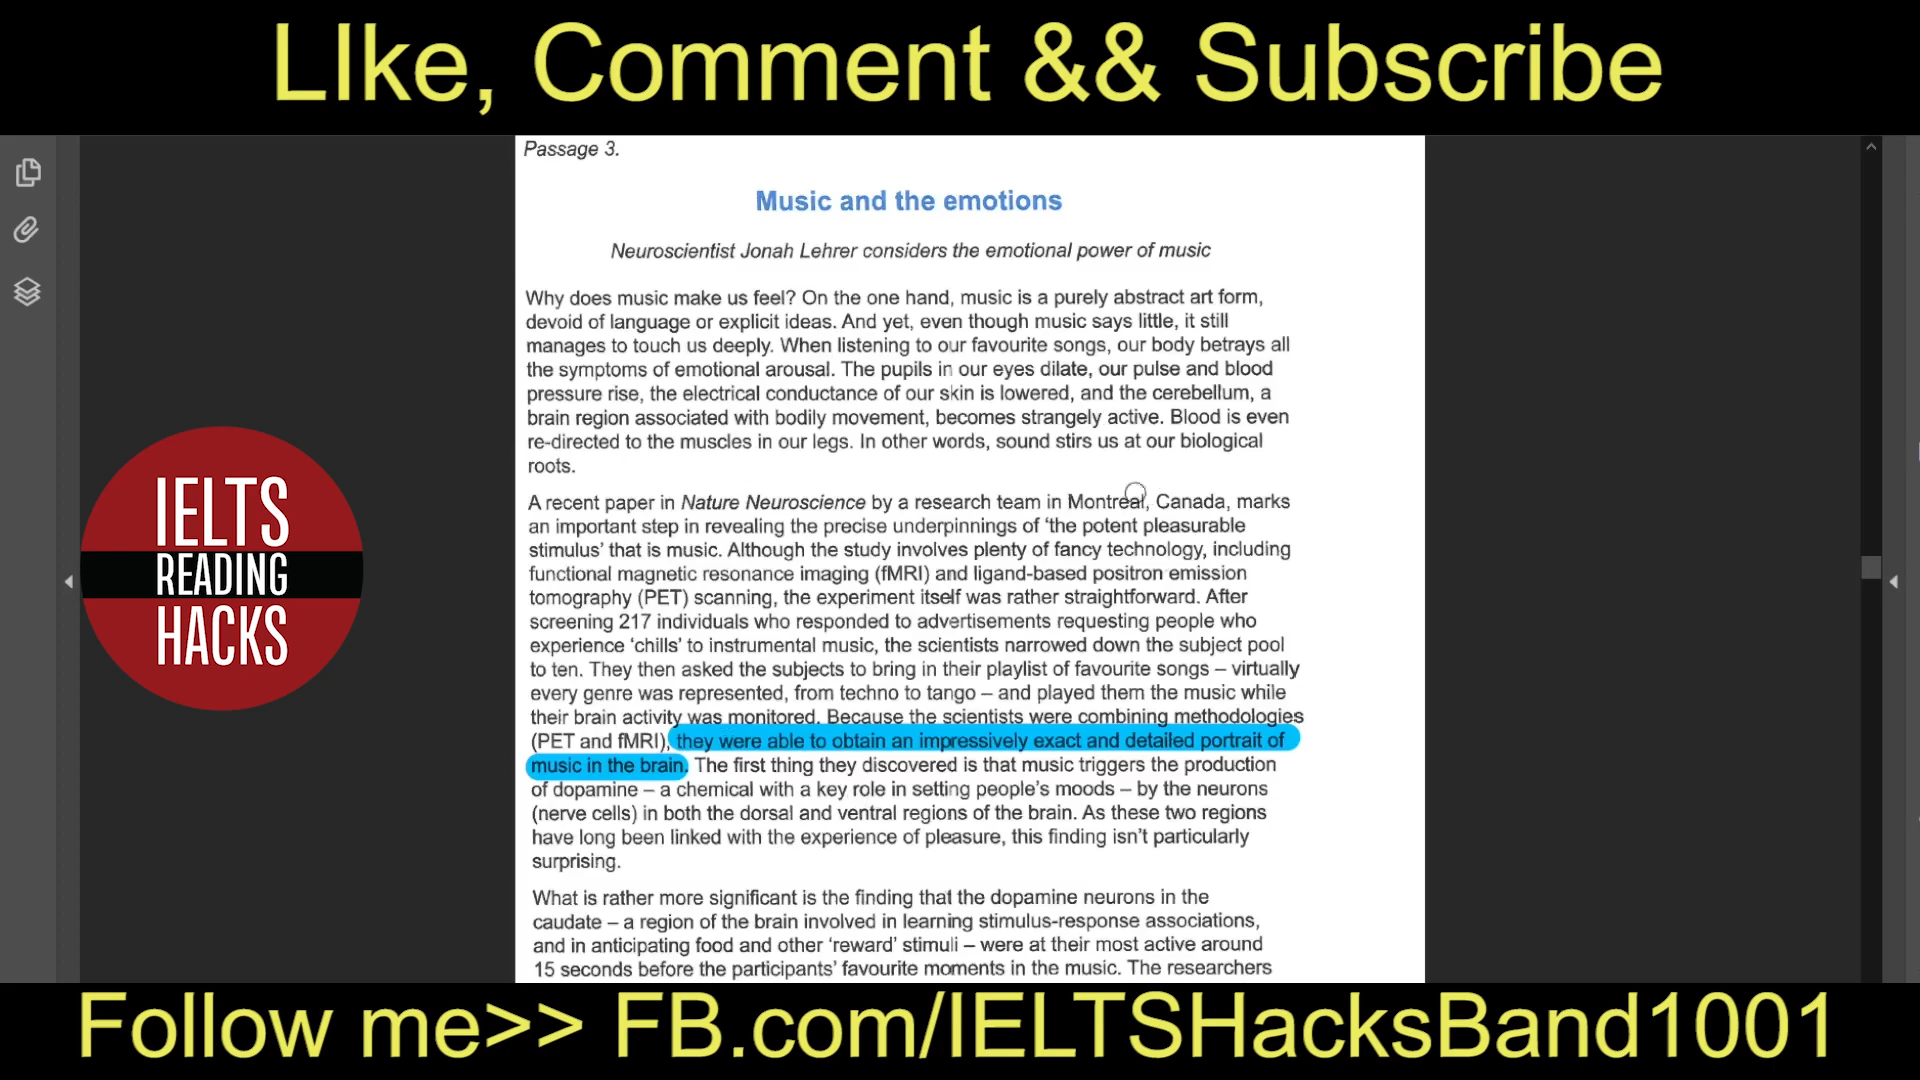 LIke, Comment && Subscribe
Passage 3.
Music and the emotions
Neuroscientist Jonah Lehrer considers the emotional power of music
Why does music make us feel? On the one hand, music is a purely abstract art form,
devoid of language or explicit ideas. And yet, even though music says little, it still
manages to touch us deeply. When listening to our favourite songs, our body betrays all
the symptoms of emotional arousal. The pupils in our eyes dilate, our pulse and blood
pressure rise, the electrical conductance of our skin is lowered, and the cerebellum, a
brain region associated with bodily movement, becomes strangely active. Blood is even
re-directed to the muscles in our legs. In other words, sound stirs us at our biological
roots.
A recent paper in Nature Neuroscience by a research team in Montreal, Canada, marks
an important step in revealing the precise underpinnings of 'the potent pleasurable
stimulus' that is music. Although the study involves plenty of fancy technology, including
functional magnetic resonance imaging (fMRI) and ligand-based positron emission
tomography (PET) scanning, the experiment itself was rather straightforward. After
screening 217 individuals who responded to advertisements requesting people who
experience 'chills' to instrumental music, the scientists narrowed down the subject pool
to ten. They then asked the subjects to bring in their playlist of favourite songs – virtually
every genre was represented, from techno to tango – and played them the music while
their brain activity was monitored. Because the scientists were combining methodologies
(PET and fMRI), they were able to obtain an impressively exact and detailed portrait of
music in the brain. The first thing they discovered is that music triggers the production
of dopamine – a chemical with a key role in setting people's moods – by the neurons
(nerve cells) in both the dorsal and ventral regions of the brain. As these two regions
have long been linked with the experience of pleasure, this finding isn't particularly
surprising.
What is rather more significant is the finding that the dopamine neurons in the
caudate – a region of the brain involved in learning stimulus-response associations,
and in anticipating food and other 'reward' stimuli – were at their most active around
15 seconds before the participants' favourite moments in the music. The researchers
IELTS
READING
HACKS
Follow me>> FB.com/IELTSHacksBand1001